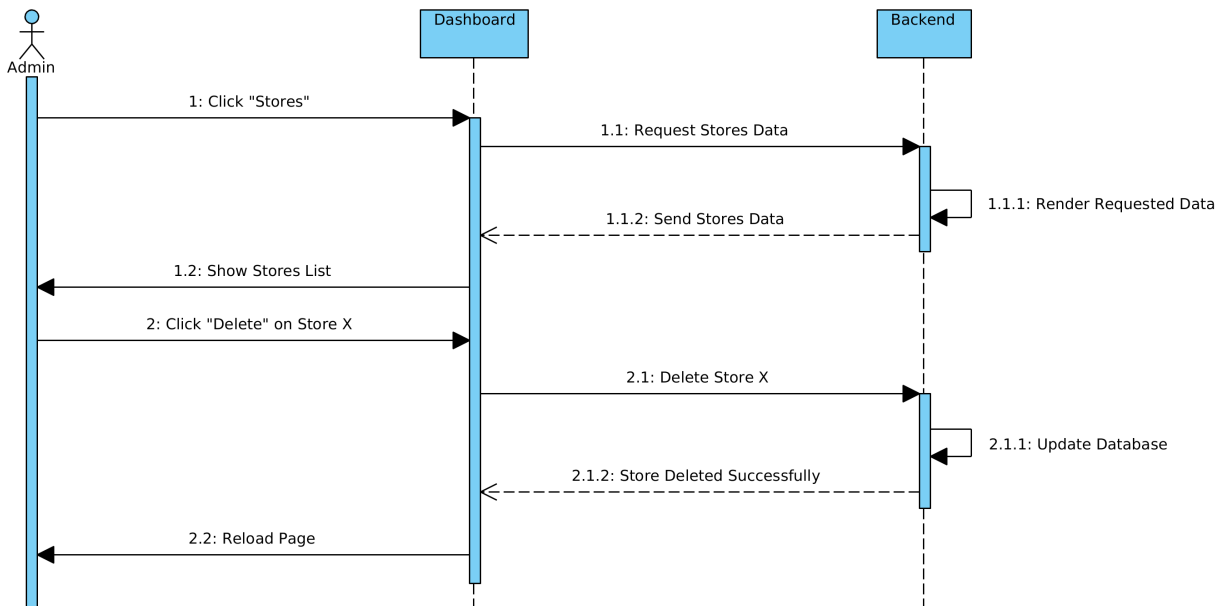 Dashboard
Backend
Admin
1: Click "Stores"
1.1: Request Stores Data
1.1.1: Render Requested Data
1.1.2: Send Stores Data
1.2: Show Stores List
2: Click "Delete" on Store X
2.1: Delete Store X
2.1.1: Update Database
2.1.2: Store Deleted Successfully
2.2: Reload Page